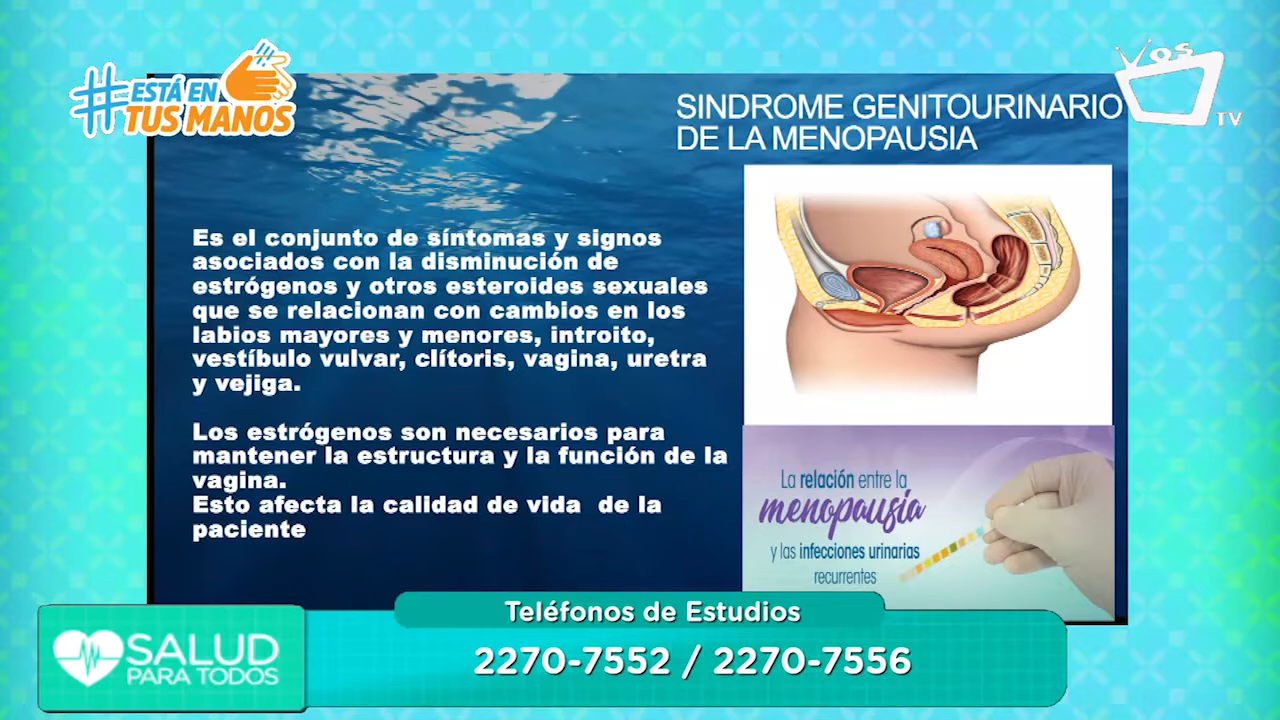 #ESTÁ EN
TUS MANOS
VOS
TV
SINDROME GENITOURINARIO
DE LA MENOPAUSIA
Es el conjunto de síntomas y signos
asociados con la disminución de
estrógenos y otros esteroides sexuales
que se relacionan con cambios en los
labios mayores y menores, introito,
vestíbulo vulvar, clítoris, vagina, uretra
y vejiga.
Los estrógenos son necesarios para
mantener la estructura y la función de la
vagina.
Esto afecta la calidad de vida de la
paciente
La relación entre la
menopausia
y las infecciones urinarias
recurrentes
Teléfonos de Estudios
2270-7552 / 2270-7556
SALUD
PARA TODOS